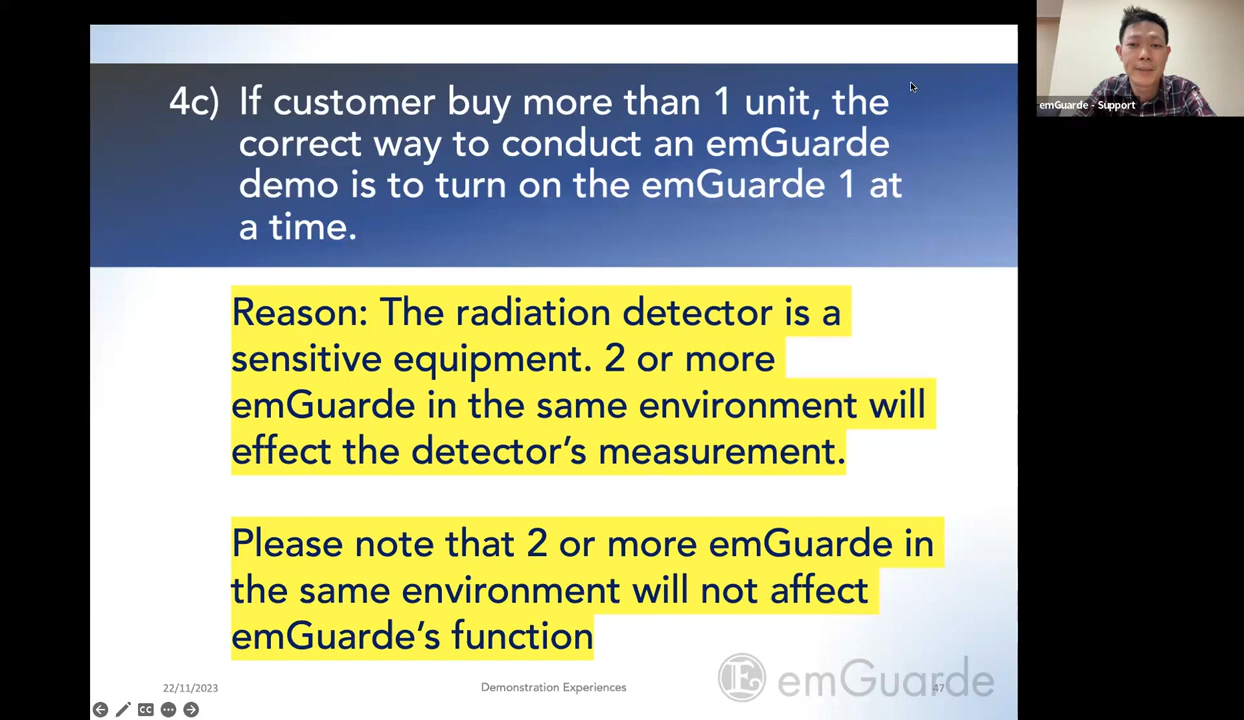 4c) If customer buy more than 1 unit, the
correct way to conduct an emGuarde
demo is to turn on the emGuarde 1 at
a time.
emGuarde - Support
Reason: The radiation detector is a
sensitive equipment. 2 or more
emGuarde in the same environment will
effect the detector's measurement.
Please note that 2 or more emGuarde in
the same environment will not affect
emGuarde's function
22/11/2023
Demonstration Experiences
47
emGuarde
CC